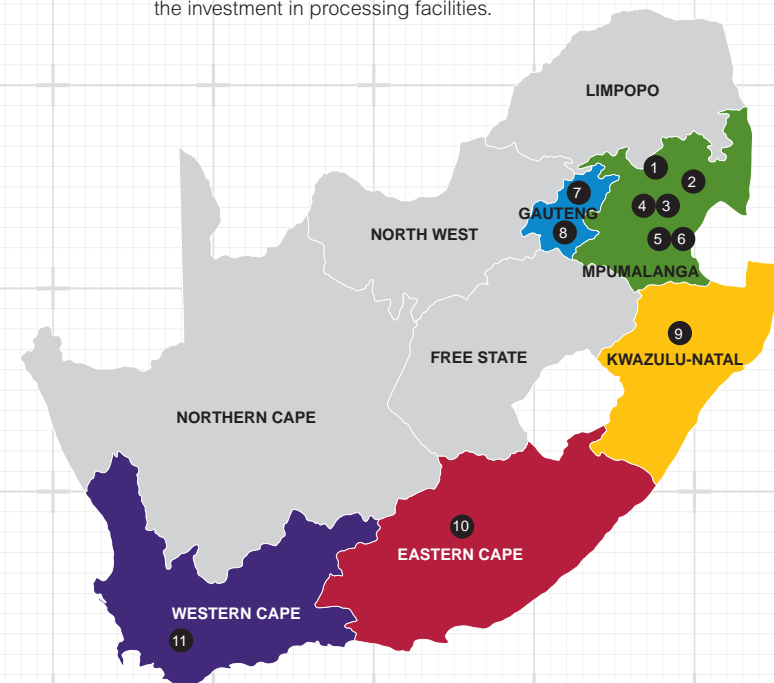 the investment in processing facilities.
LIMPOPO
1
2
7
4 3
GAUTENG
8
NORTH WEST
5 6
MPUMALANGA
9
FREE STATE
KWAZULU-NATAL
NORTHERN CAPE
10
EASTERN CAPE
WESTERN CAPE
11